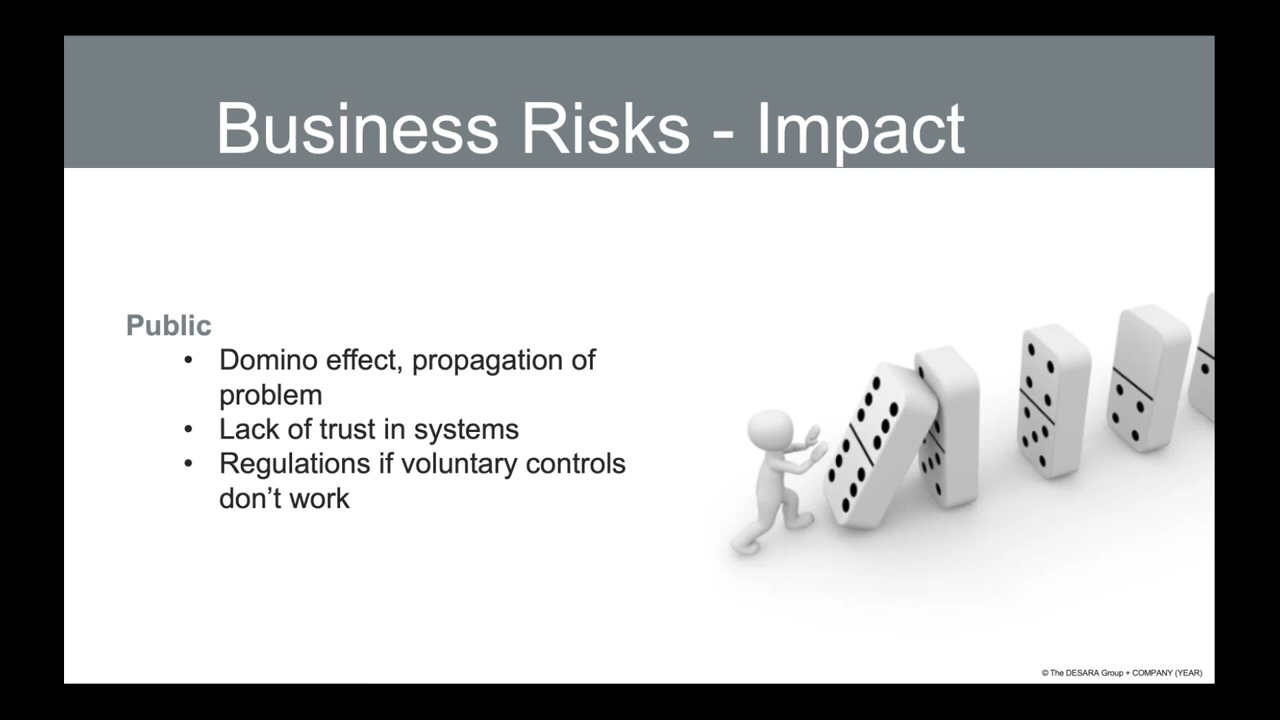 Business Risks - Impact
Public
• Domino effect, propagation of
problem
• Lack of trust in systems
• Regulations if voluntary controls
don’t work
© The DESARA Group + COMPANY (YEAR)